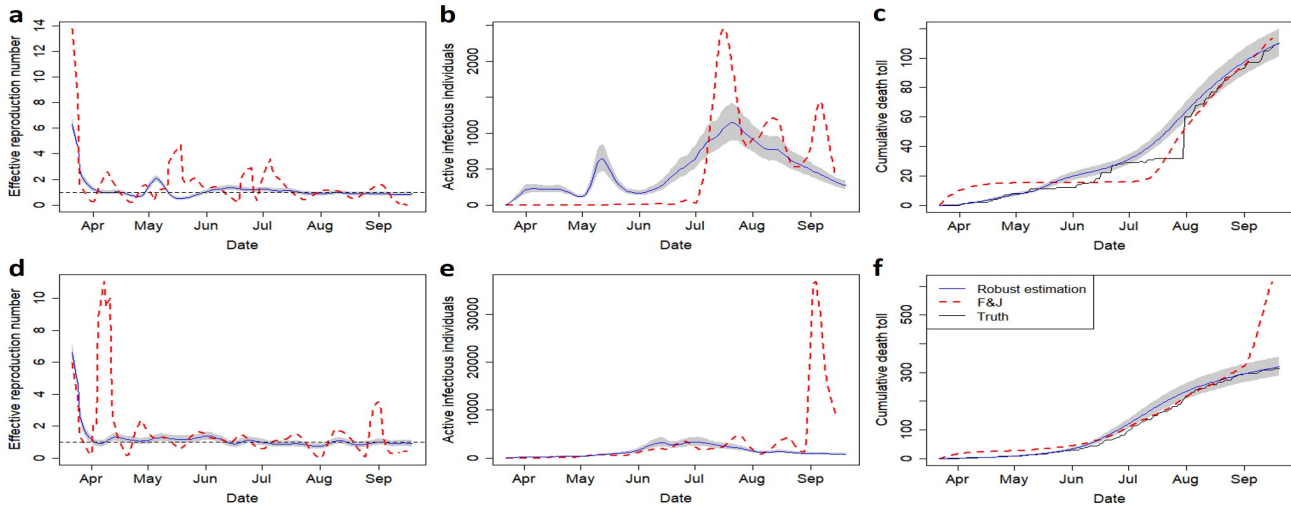 a
Effective reproduction number
14
12
10
8
6
4
2
0
Apr May Jun Jul Aug Sep
Date
b
Active infectious individuals
2000
1000
500
0
Apr May Jun Jul Aug Sep
Date
c
Cumulative death toll
120
80
60
40
20
0
Apr May Jun Jul Aug Sep
Date
d
Effective reproduction number
10
8
6
4
2
0
Apr May Jun Jul Aug Sep
Date
e
Active infectious individuals
30000
10000
0
Apr May Jun Jul Aug Sep
Date
f
Cumulative death toll
500
300
100
0
Robust estimation
F&J
Truth
Apr May Jun Jul Aug Sep
Date